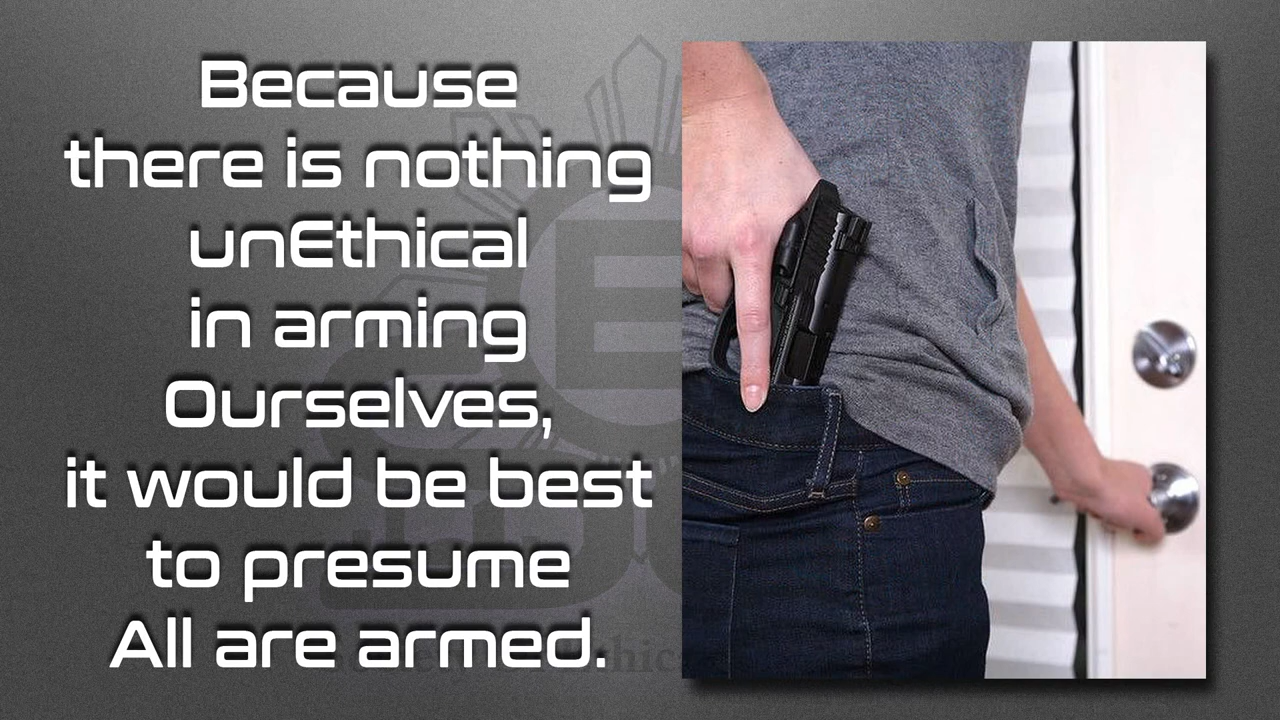 Because
there is nothing
unEthical
in arming
Ourselves,
it would be best
to presume
All are armed.